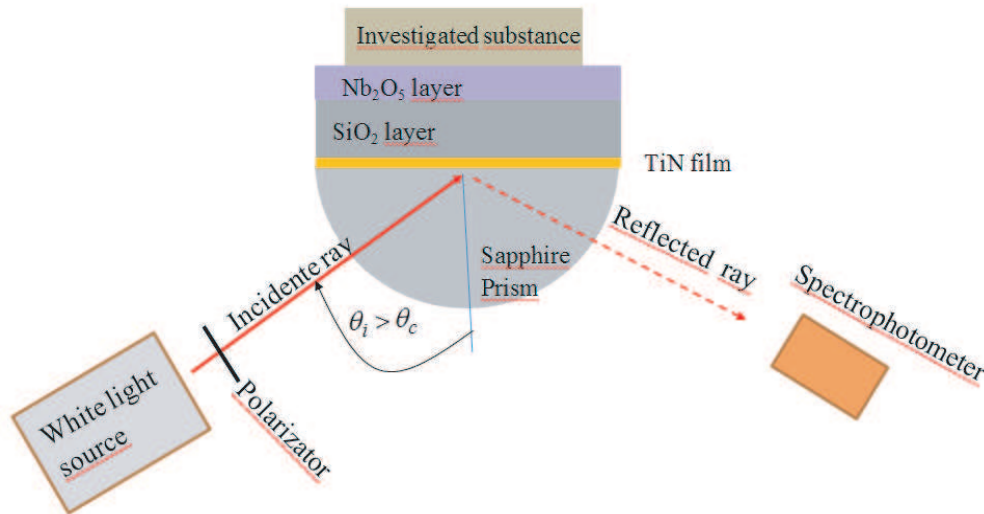 Investigated substance
Nb₂O₅ layer
SiO₂ layer
TiN film
Incidente ray
Reflected ray
Sapphire
Prism
θᵢ > θ_c
Spectrophotometer
White light
source
Polarizator